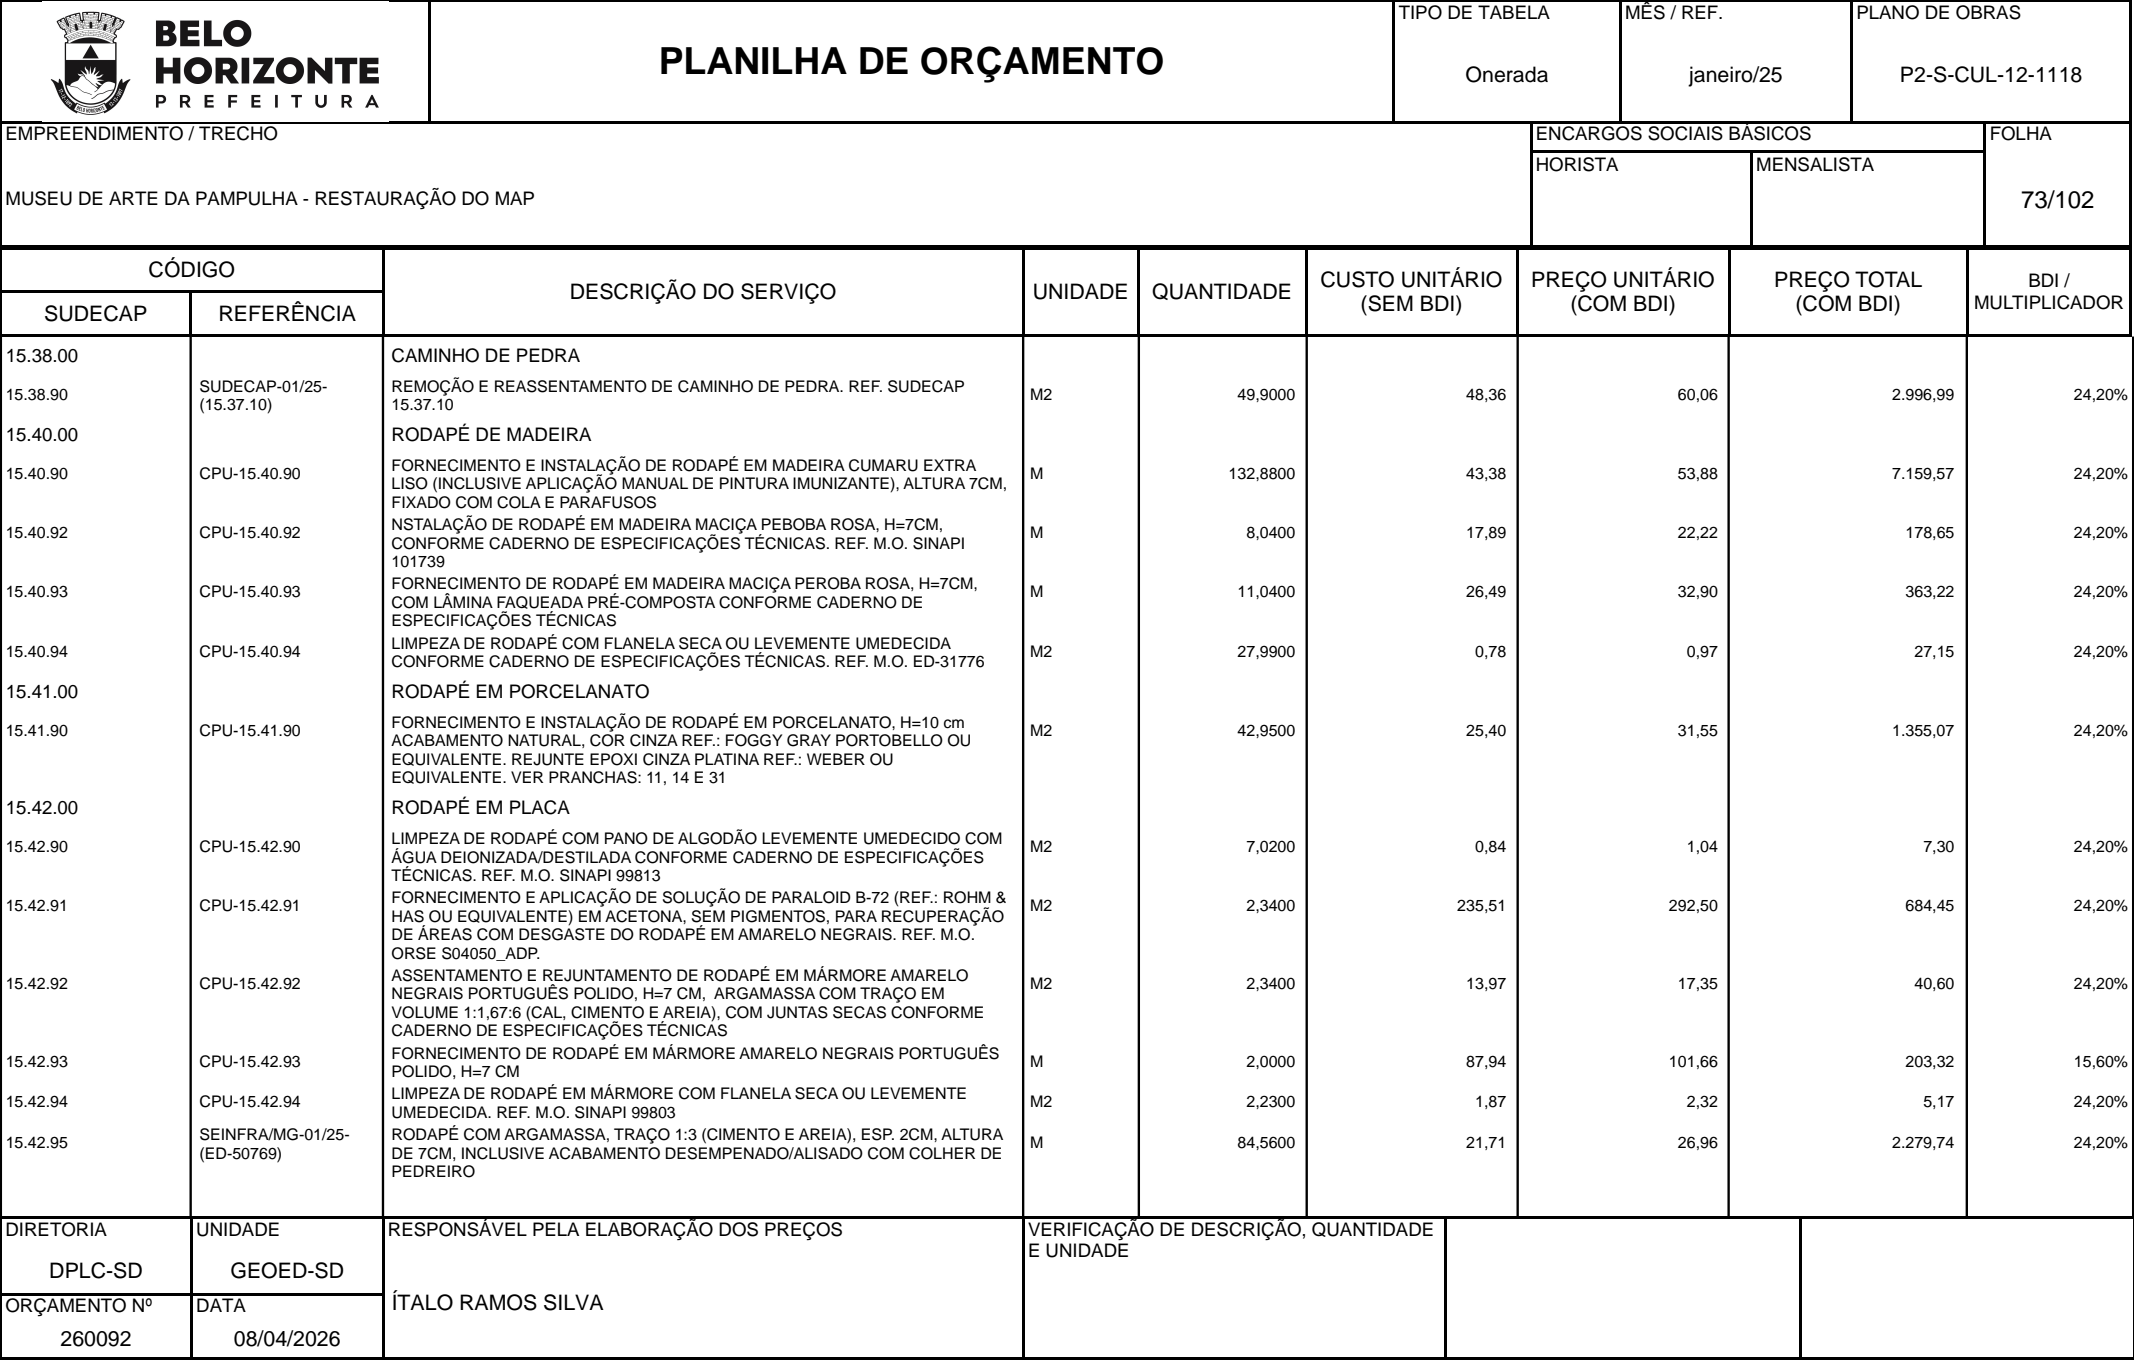 BELO
HORIZONTE
PREFEITURA
PLANILHA DE ORÇAMENTO
TIPO DE TABELA
Onerada
MÊS / REF.
janeiro/25
PLANO DE OBRAS
P2-S-CUL-12-1118
EMPREENDIMENTO / TRECHO
MUSEU DE ARTE DA PAMPULHA - RESTAURAÇÃO DO MAP
ENCARGOS SOCIAIS BÁSICOS
HORISTA
MENSALISTA
FOLHA
73/102
CÓDIGO
SUDECAP
REFERÊNCIA
DESCRIÇÃO DO SERVIÇO
UNIDADE
QUANTIDADE
CUSTO UNITÁRIO
(SEM BDI)
PREÇO UNITÁRIO
(COM BDI)
PREÇO TOTAL
(COM BDI)
BDI /
MULTIPLICADOR
15.38.00 CAMINHO DE PEDRA
15.38.90
SUDECAP-01/25-
(15.37.10)
REMOÇÃO E REASSENTAMENTO DE CAMINHO DE PEDRA. REF. SUDECAP
15.37.10
M2 49,9000 48,36 60,06 2.996,99 24,20%
15.40.00 RODAPÉ DE MADEIRA
15.40.90 CPU-15.40.90
FORNECIMENTO E INSTALAÇÃO DE RODAPÉ EM MADEIRA CUMARU EXTRA
LISO (INCLUSIVE APLICAÇÃO MANUAL DE PINTURA IMUNIZANTE), ALTURA 7CM,
FIXADO COM COLA E PARAFUSOS
M 132,8800 43,38 53,88 7.159,57 24,20%
15.40.92 CPU-15.40.92
NSTALAÇÃO DE RODAPÉ EM MADEIRA MACIÇA PEBOBA ROSA, H=7CM,
CONFORME CADERNO DE ESPECIFICAÇÕES TÉCNICAS. REF. M.O. SINAPI
101739
M 8,0400 17,89 22,22 178,65 24,20%
15.40.93 CPU-15.40.93
FORNECIMENTO DE RODAPÉ EM MADEIRA MACIÇA PEROBA ROSA, H=7CM,
COM LÂMINA FAQUEADA PRÉ-COMPOSTA CONFORME CADERNO DE
ESPECIFICAÇÕES TÉCNICAS
M 11,0400 26,49 32,90 363,22 24,20%
15.40.94 CPU-15.40.94
LIMPEZA DE RODAPÉ COM FLANELA SECA OU LEVEMENTE UMEDECIDA
CONFORME CADERNO DE ESPECIFICAÇÕES TÉCNICAS. REF. M.O. ED-31776
M2 27,9900 0,78 0,97 27,15 24,20%
15.41.00 RODAPÉ EM PORCELANATO
15.41.90 CPU-15.41.90
FORNECIMENTO E INSTALAÇÃO DE RODAPÉ EM PORCELANATO, H=10 cm
ACABAMENTO NATURAL, COR CINZA REF.: FOGGY GRAY PORTOBELLO OU
EQUIVALENTE. REJUNTE EPOXI CINZA PLATINA REF.: WEBER OU
EQUIVALENTE. VER PRANCHAS: 11, 14 E 31
M2 42,9500 25,40 31,55 1.355,07 24,20%
15.42.00 RODAPÉ EM PLACA
15.42.90 CPU-15.42.90
LIMPEZA DE RODAPÉ COM PANO DE ALGODÃO LEVEMENTE UMEDECIDO COM
ÁGUA DEIONIZADA/DESTILADA CONFORME CADERNO DE ESPECIFICAÇÕES
TÉCNICAS. REF. M.O. SINAPI 99813
M2 7,0200 0,84 1,04 7,30 24,20%
15.42.91 CPU-15.42.91
FORNECIMENTO E APLICAÇÃO DE SOLUÇÃO DE PARALOID B-72 (REF.: ROHM &
HAS OU EQUIVALENTE) EM ACETONA, SEM PIGMENTOS, PARA RECUPERAÇÃO
DE ÁREAS COM DESGASTE DO RODAPÉ EM AMARELO NEGRAIS. REF. M.O.
ORSE S04050_ADP.
M2 2,3400 235,51 292,50 684,45 24,20%
15.42.92 CPU-15.42.92
ASSENTAMENTO E REJUNTAMENTO DE RODAPÉ EM MÁRMORE AMARELO
NEGRAIS PORTUGUÊS POLIDO, H=7 CM, ARGAMASSA COM TRAÇO EM
VOLUME 1:1,67:6 (CAL, CIMENTO E AREIA), COM JUNTAS SECAS CONFORME
CADERNO DE ESPECIFICAÇÕES TÉCNICAS
M2 2,3400 13,97 17,35 40,60 24,20%
15.42.93 CPU-15.42.93
FORNECIMENTO DE RODAPÉ EM MÁRMORE AMARELO NEGRAIS PORTUGUÊS
POLIDO, H=7 CM
M 2,0000 87,94 101,66 203,32 15,60%
15.42.94 CPU-15.42.94
LIMPEZA DE RODAPÉ EM MÁRMORE COM FLANELA SECA OU LEVEMENTE
UMEDECIDA. REF. M.O. SINAPI 99803
M2 2,2300 1,87 2,32 5,17 24,20%
15.42.95
SEINFRA/MG-01/25-
(ED-50769)
RODAPÉ COM ARGAMASSA, TRAÇO 1:3 (CIMENTO E AREIA), ESP. 2CM, ALTURA
DE 7CM, INCLUSIVE ACABAMENTO DESEMPENADO/ALISADO COM COLHER DE
PEDREIRO
M 84,5600 21,71 26,96 2.279,74 24,20%
DIRETORIA
DPLC-SD
UNIDADE
GEOED-SD
RESPONSÁVEL PELA ELABORAÇÃO DOS PREÇOS
ÍTALO RAMOS SILVA
VERIFICAÇÃO DE DESCRIÇÃO, QUANTIDADE
E UNIDADE
ORÇAMENTO Nº
260092
DATA
08/04/2026